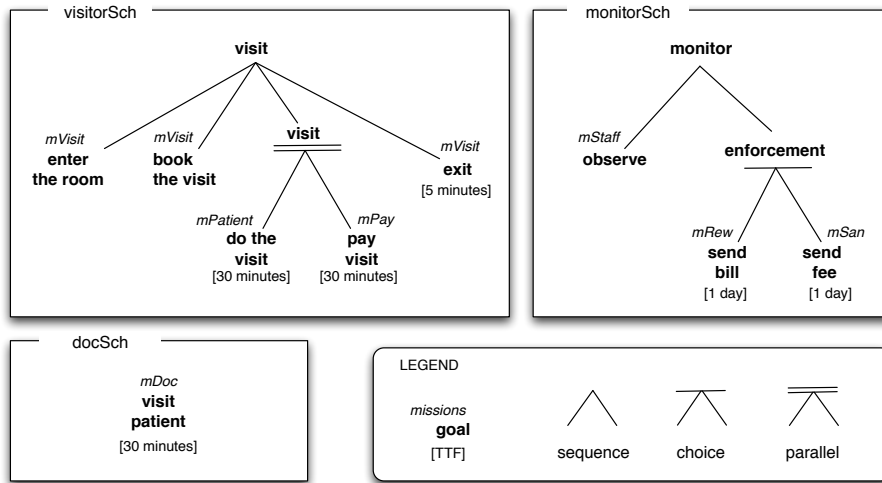 visitorSch
visit
mVisit
enter
the room
mVisit
book
the visit
visit
mPatient
do the
visit
[30 minutes]
mPay
pay
visit
[30 minutes]
mVisit
exit
[5 minutes]
monitorSch
monitor
mStaff
observe
enforcement
mRew
send
bill
[1 day]
mSan
send
fee
[1 day]
docSch
mDoc
visit
patient
[30 minutes]
LEGEND
missions
goal
[TTF]
sequence
choice
parallel